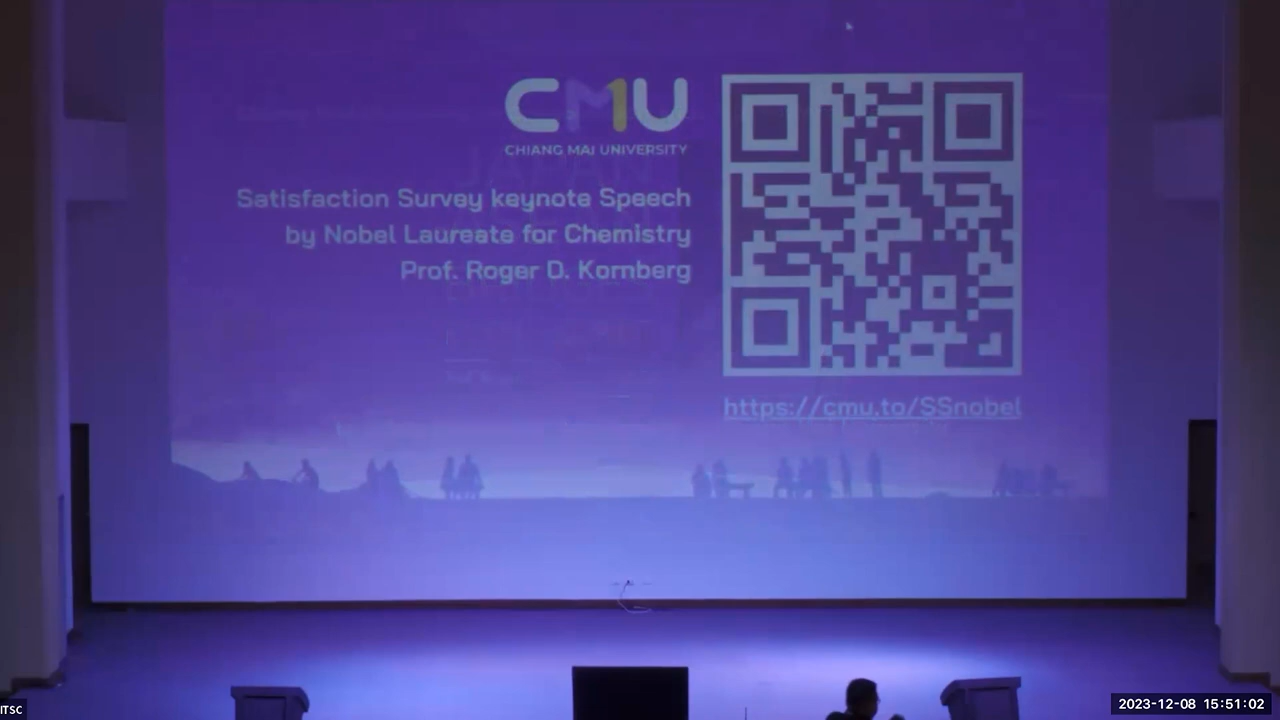 CMU
CHIANG MAI UNIVERSITY
Satisfaction Survey keynote Speech
by Nobel Laureate for Chemistry
Prof. Roger D. Kornberg
https://cmu.to/SSnobel
ITSC
2023-12-08 15:51:02